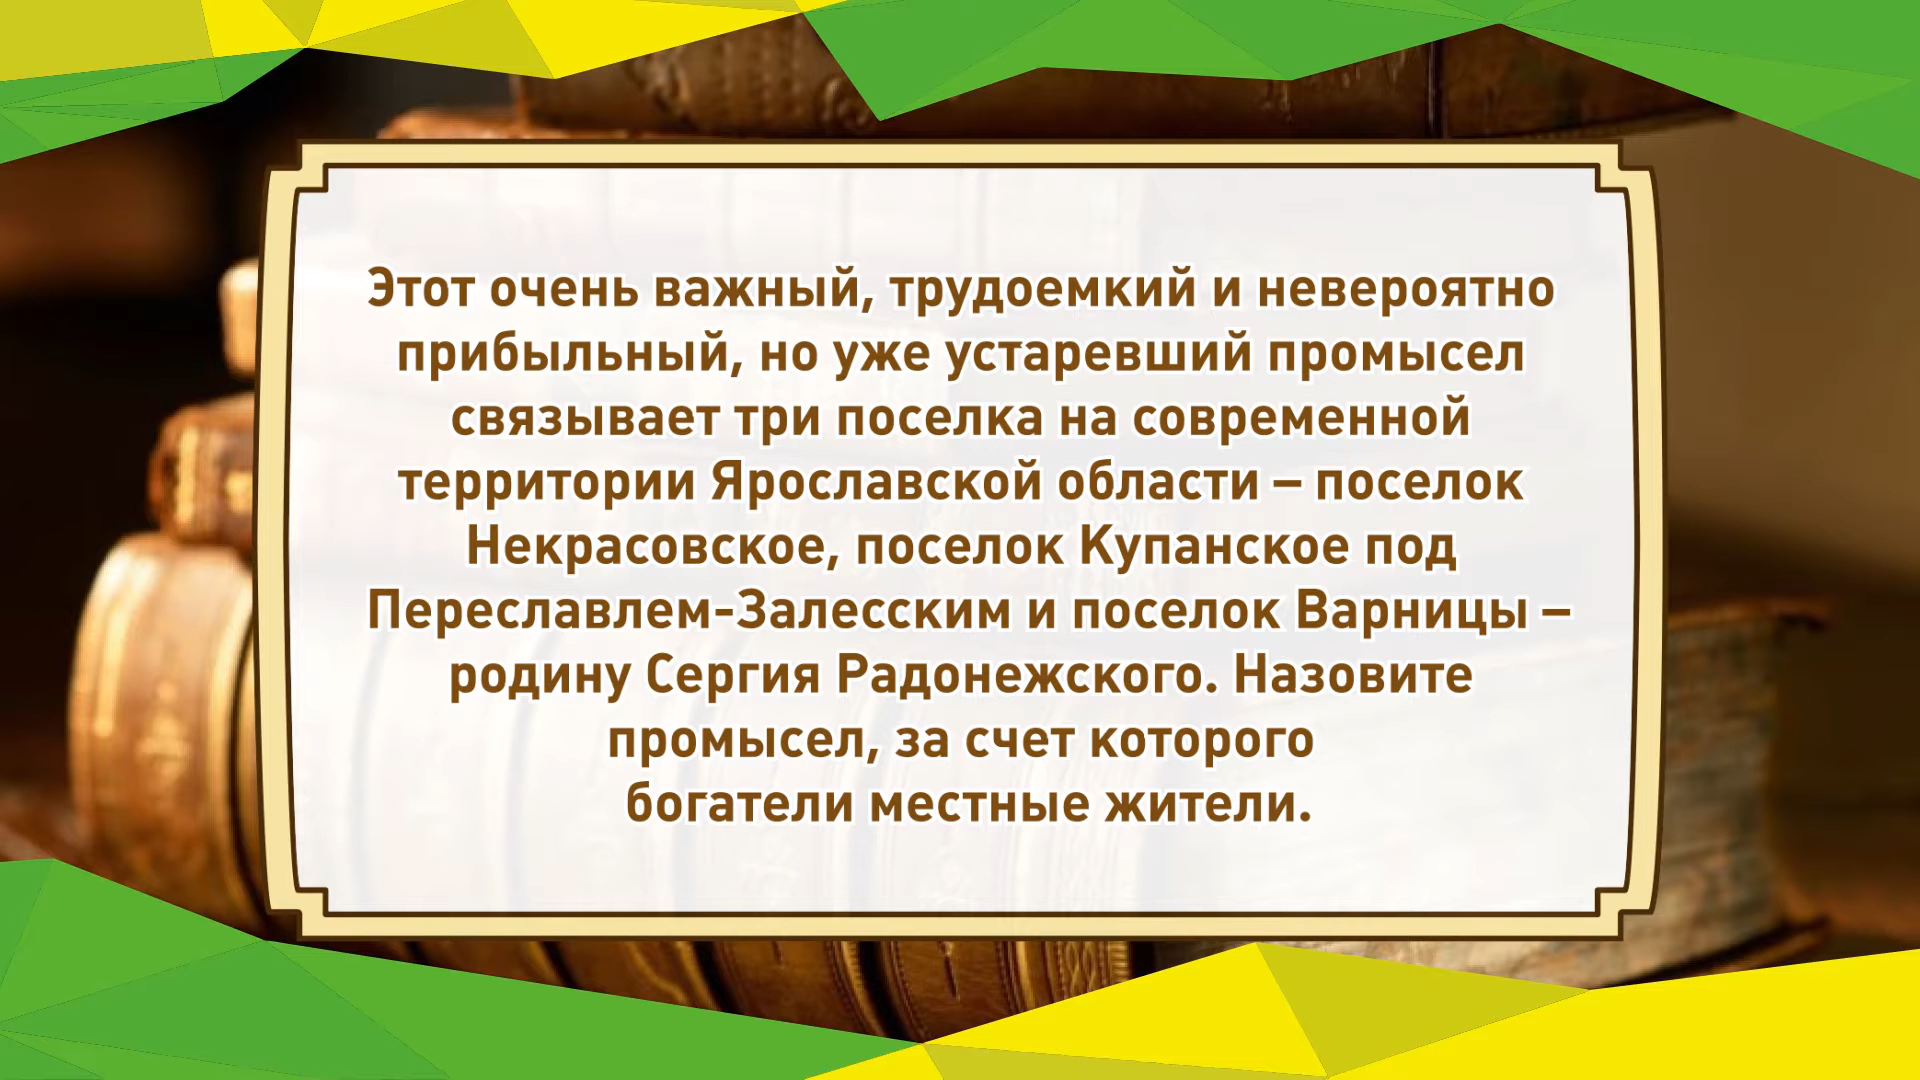 Этот очень важный, трудоемкий и невероятно
прибыльный, но уже устаревший промысел
связывает три поселка на современной
территории Ярославской области – поселок
Некрасовское, поселок Купанское под
Переславлем-Залесским и поселок Варницы –
родину Сергия Радонежского. Назовите
промысел, за счет которого
богатели местные жители.